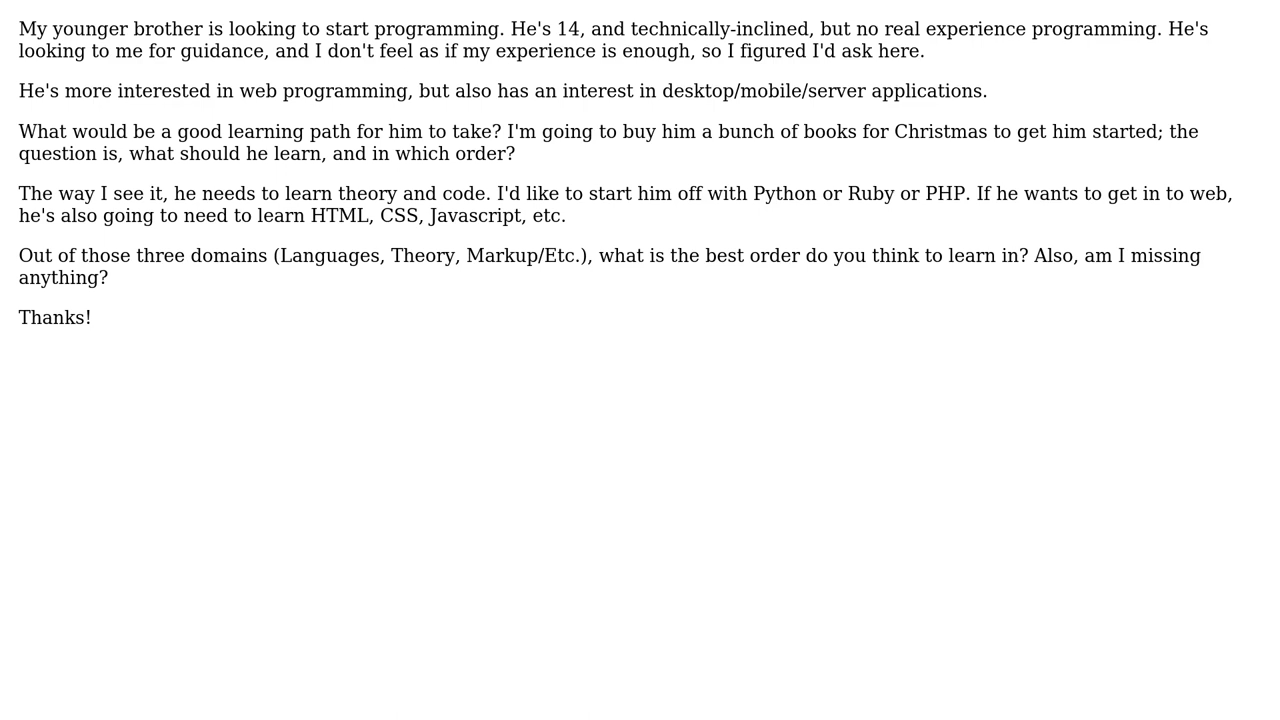 My younger brother is looking to start programming. He's 14, and technically-inclined, but no real experience programming. He's
looking to me for guidance, and I don't feel as if my experience is enough, so I figured I'd ask here.
He's more interested in web programming, but also has an interest in desktop/mobile/server applications.
What would be a good learning path for him to take? I'm going to buy him a bunch of books for Christmas to get him started; the
question is, what should he learn, and in which order?
The way I see it, he needs to learn theory and code. I'd like to start him off with Python or Ruby or PHP. If he wants to get in to web,
he's also going to need to learn HTML, CSS, Javascript, etc.
Out of those three domains (Languages, Theory, Markup/Etc.), what is the best order do you think to learn in? Also, am I missing
anything?
Thanks!